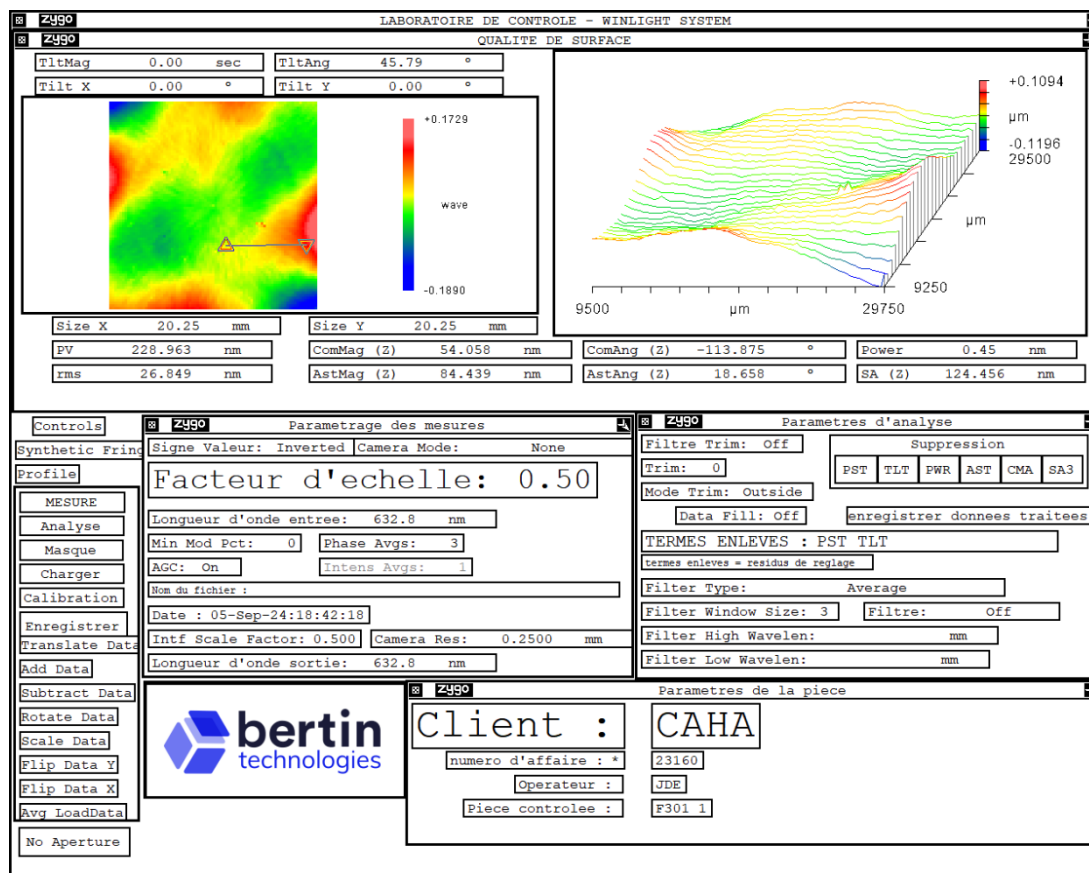 zygo LABORATOIRE DE CONTROLE - WINLIGHT SYSTEM
zygo QUALITE DE SURFACE
TltMag 0.00 sec TltAng 45.79 °
Tilt X 0.00 ° Tilt Y 0.00 °
+0.1729
wave
-0.1890
+0.1094
µm
-0.1196
29500
µm
9250
9500 µm 29750
Size X 20.25 mm Size Y 20.25 mm
PV 228.963 nm ComMag (Z) 54.058 nm ComAng (Z) -113.875 ° Power 0.45 nm
rms 26.849 nm AstMag (Z) 84.439 nm AstAng (Z) 18.658 ° SA (Z) 124.456 nm
Controls
Synthetic Fring
Profile
MESURE
Analyse
Masque
Charger
Calibration
Enregistrer
Translate Data
Add Data
Subtract Data
Rotate Data
Scale Data
Flip Data Y
Flip Data X
Avg LoadData
No Aperture
zygo Parametrage des mesures
Signe Valeur: Inverted Camera Mode: None
Facteur d'echelle: 0.50
Longueur d'onde entree: 632.8 nm
Min Mod Pct: 0 Phase Avgs: 3
AGC: On Intens Avgs: 1
Nom du fichier :
Date : 05-Sep-24:18:42:18
Intf Scale Factor: 0.500 Camera Res: 0.2500 mm
Longueur d'onde sortie: 632.8 nm
zygo Parametres d'analyse
Filtre Trim: Off Suppression
Trim: 0 PST TLT PWR AST CMA SA3
Mode Trim: Outside
Data Fill: Off enregistrer donnees traitees
TERMES ENLEVES : PST TLT
termes enleves = residus de reglage
Filter Type: Average
Filter Window Size: 3 Filtre: Off
Filter High Wavelen: mm
Filter Low Wavelen: mm
bertin
technologies
zygo Parametres de la piece
Client : CAHA
numero d'affaire : * 23160
Operateur : JDE
Pièce controlee : F301 1